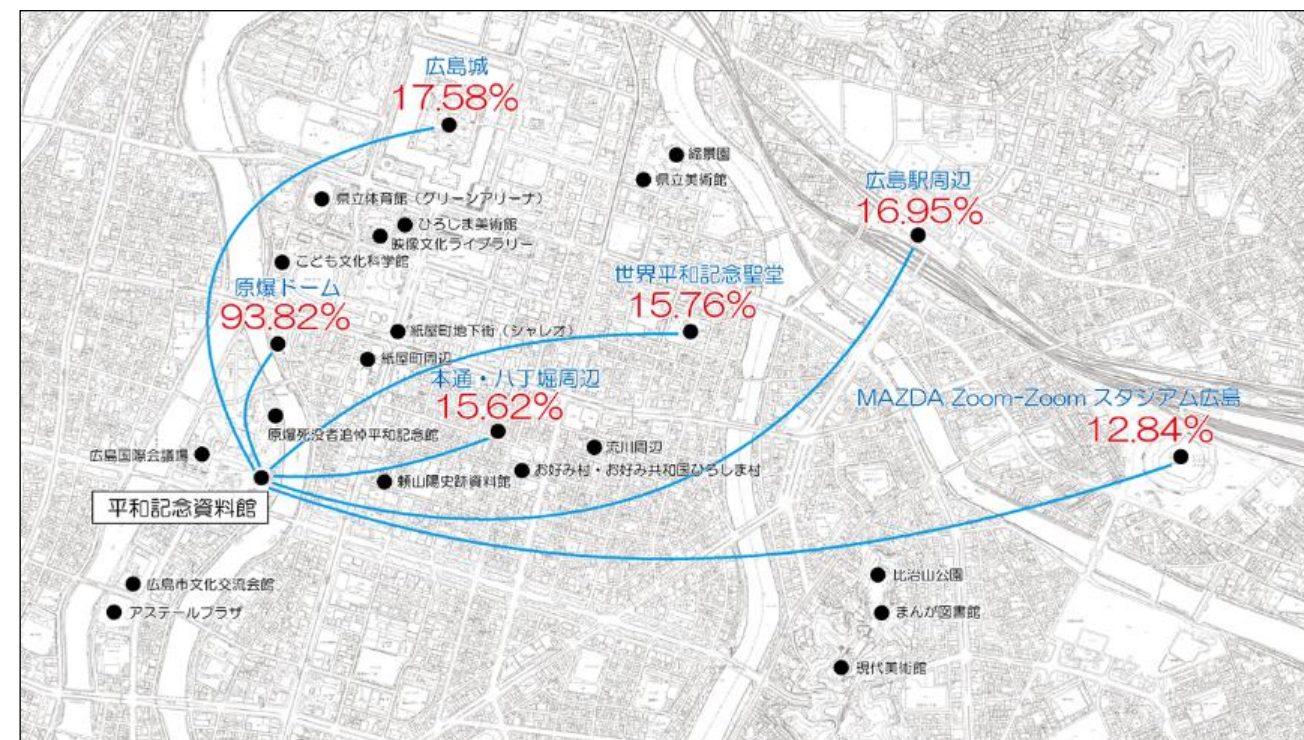 広島城
17.58%
縮景園
県立美術館
広島駅周辺
16.95%
県立体育館（グリーンアリーナ）
ひろしま美術館
映像文化ライブラリー
こども文化科学館
原爆ドーム
93.82%
世界平和記念聖堂
15.76%
紙屋町地下街（シャレオ）
紙屋町周辺
本通・八丁堀周辺
15.62%
MAZDA Zoom-Zoom スタジアム広島
12.84%
原爆死没者追悼平和記念館
広島国際会議場
流川周辺
お好み村・お好み共和国ひろしま村
頼山陽史跡資料館
平和記念資料館
広島市文化交流会館
アステールプラザ
比治山公園
まんが図書館
現代美術館